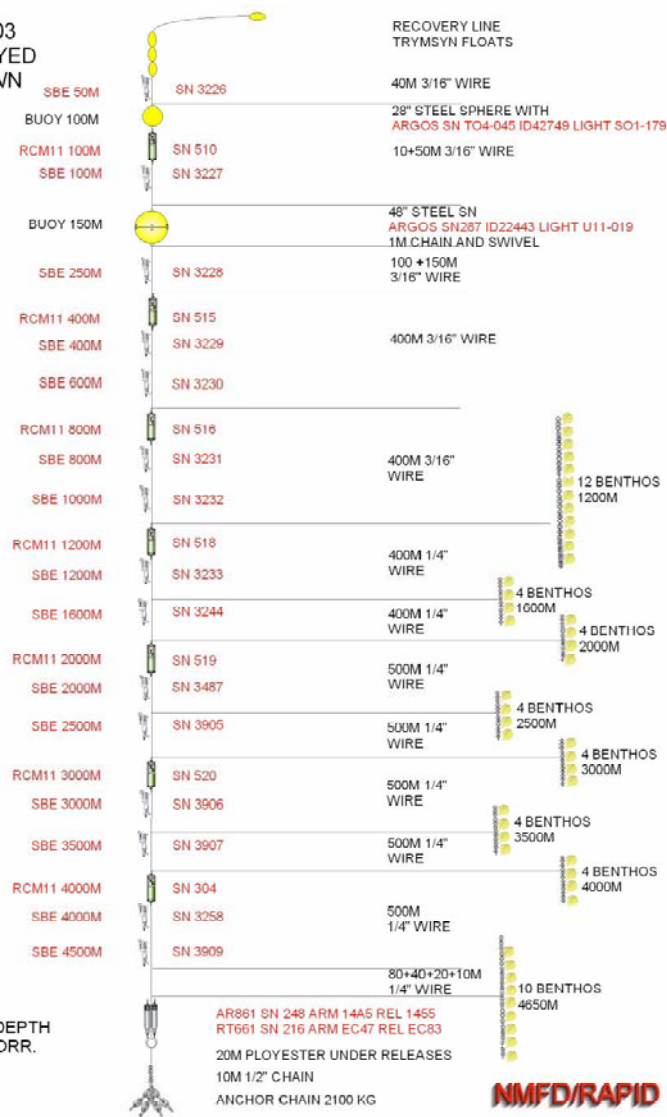 03
YED
WN
RECOVERY LINE
TRYMSYN FLOATS
SBE 50M
SN 3226
40M 3/16" WIRE
BUOY 100M
28" STEEL SPHERE WITH
ARGOS SN TO4-045 ID42749 LIGHT SO1-179
RCM11 100M
SN 510
10+50M 3/16" WIRE
SBE 100M
SN 3227
BUOY 150M
48" STEEL SN
ARGOS SN287 ID22443 LIGHT U11-019
1M CHAIN AND SWIVEL
SBE 250M
SN 3228
100 +150M
3/16" WIRE
RCM11 400M
SN 515
SBE 400M
SN 3229
400M 3/16" WIRE
SBE 600M
SN 3230
RCM11 800M
SN 516
SBE 800M
SN 3231
400M 3/16"
WIRE
12 BENTHOS
1200M
SBE 1000M
SN 3232
RCM11 1200M
SN 518
400M 1/4"
WIRE
SBE 1200M
SN 3233
4 BENTHOS
1600M
SBE 1600M
SN 3244
400M 1/4"
WIRE
4 BENTHOS
2000M
RCM11 2000M
SN 519
500M 1/4"
WIRE
SBE 2000M
SN 3487
4 BENTHOS
2500M
SBE 2500M
SN 3905
500M 1/4"
WIRE
4 BENTHOS
3000M
RCM11 3000M
SN 520
500M 1/4"
WIRE
SBE 3000M
SN 3906
4 BENTHOS
3500M
SBE 3500M
SN 3907
500M 1/4"
WIRE
4 BENTHOS
4000M
RCM11 4000M
SN 304
SBE 4000M
SN 3258
500M
1/4" WIRE
SBE 4500M
SN 3909
80+40+20+10M
1/4" WIRE
10 BENTHOS
4650M
DEPTH
ORR.
AR861 SN 248 ARM 14A5 REL 1455
RT661 SN 216 ARM EC47 REL EC83
20M PLOYESTER UNDER RELEASES
10M 1/2" CHAIN
ANCHOR CHAIN 2100 KG
NMFD/RAPID